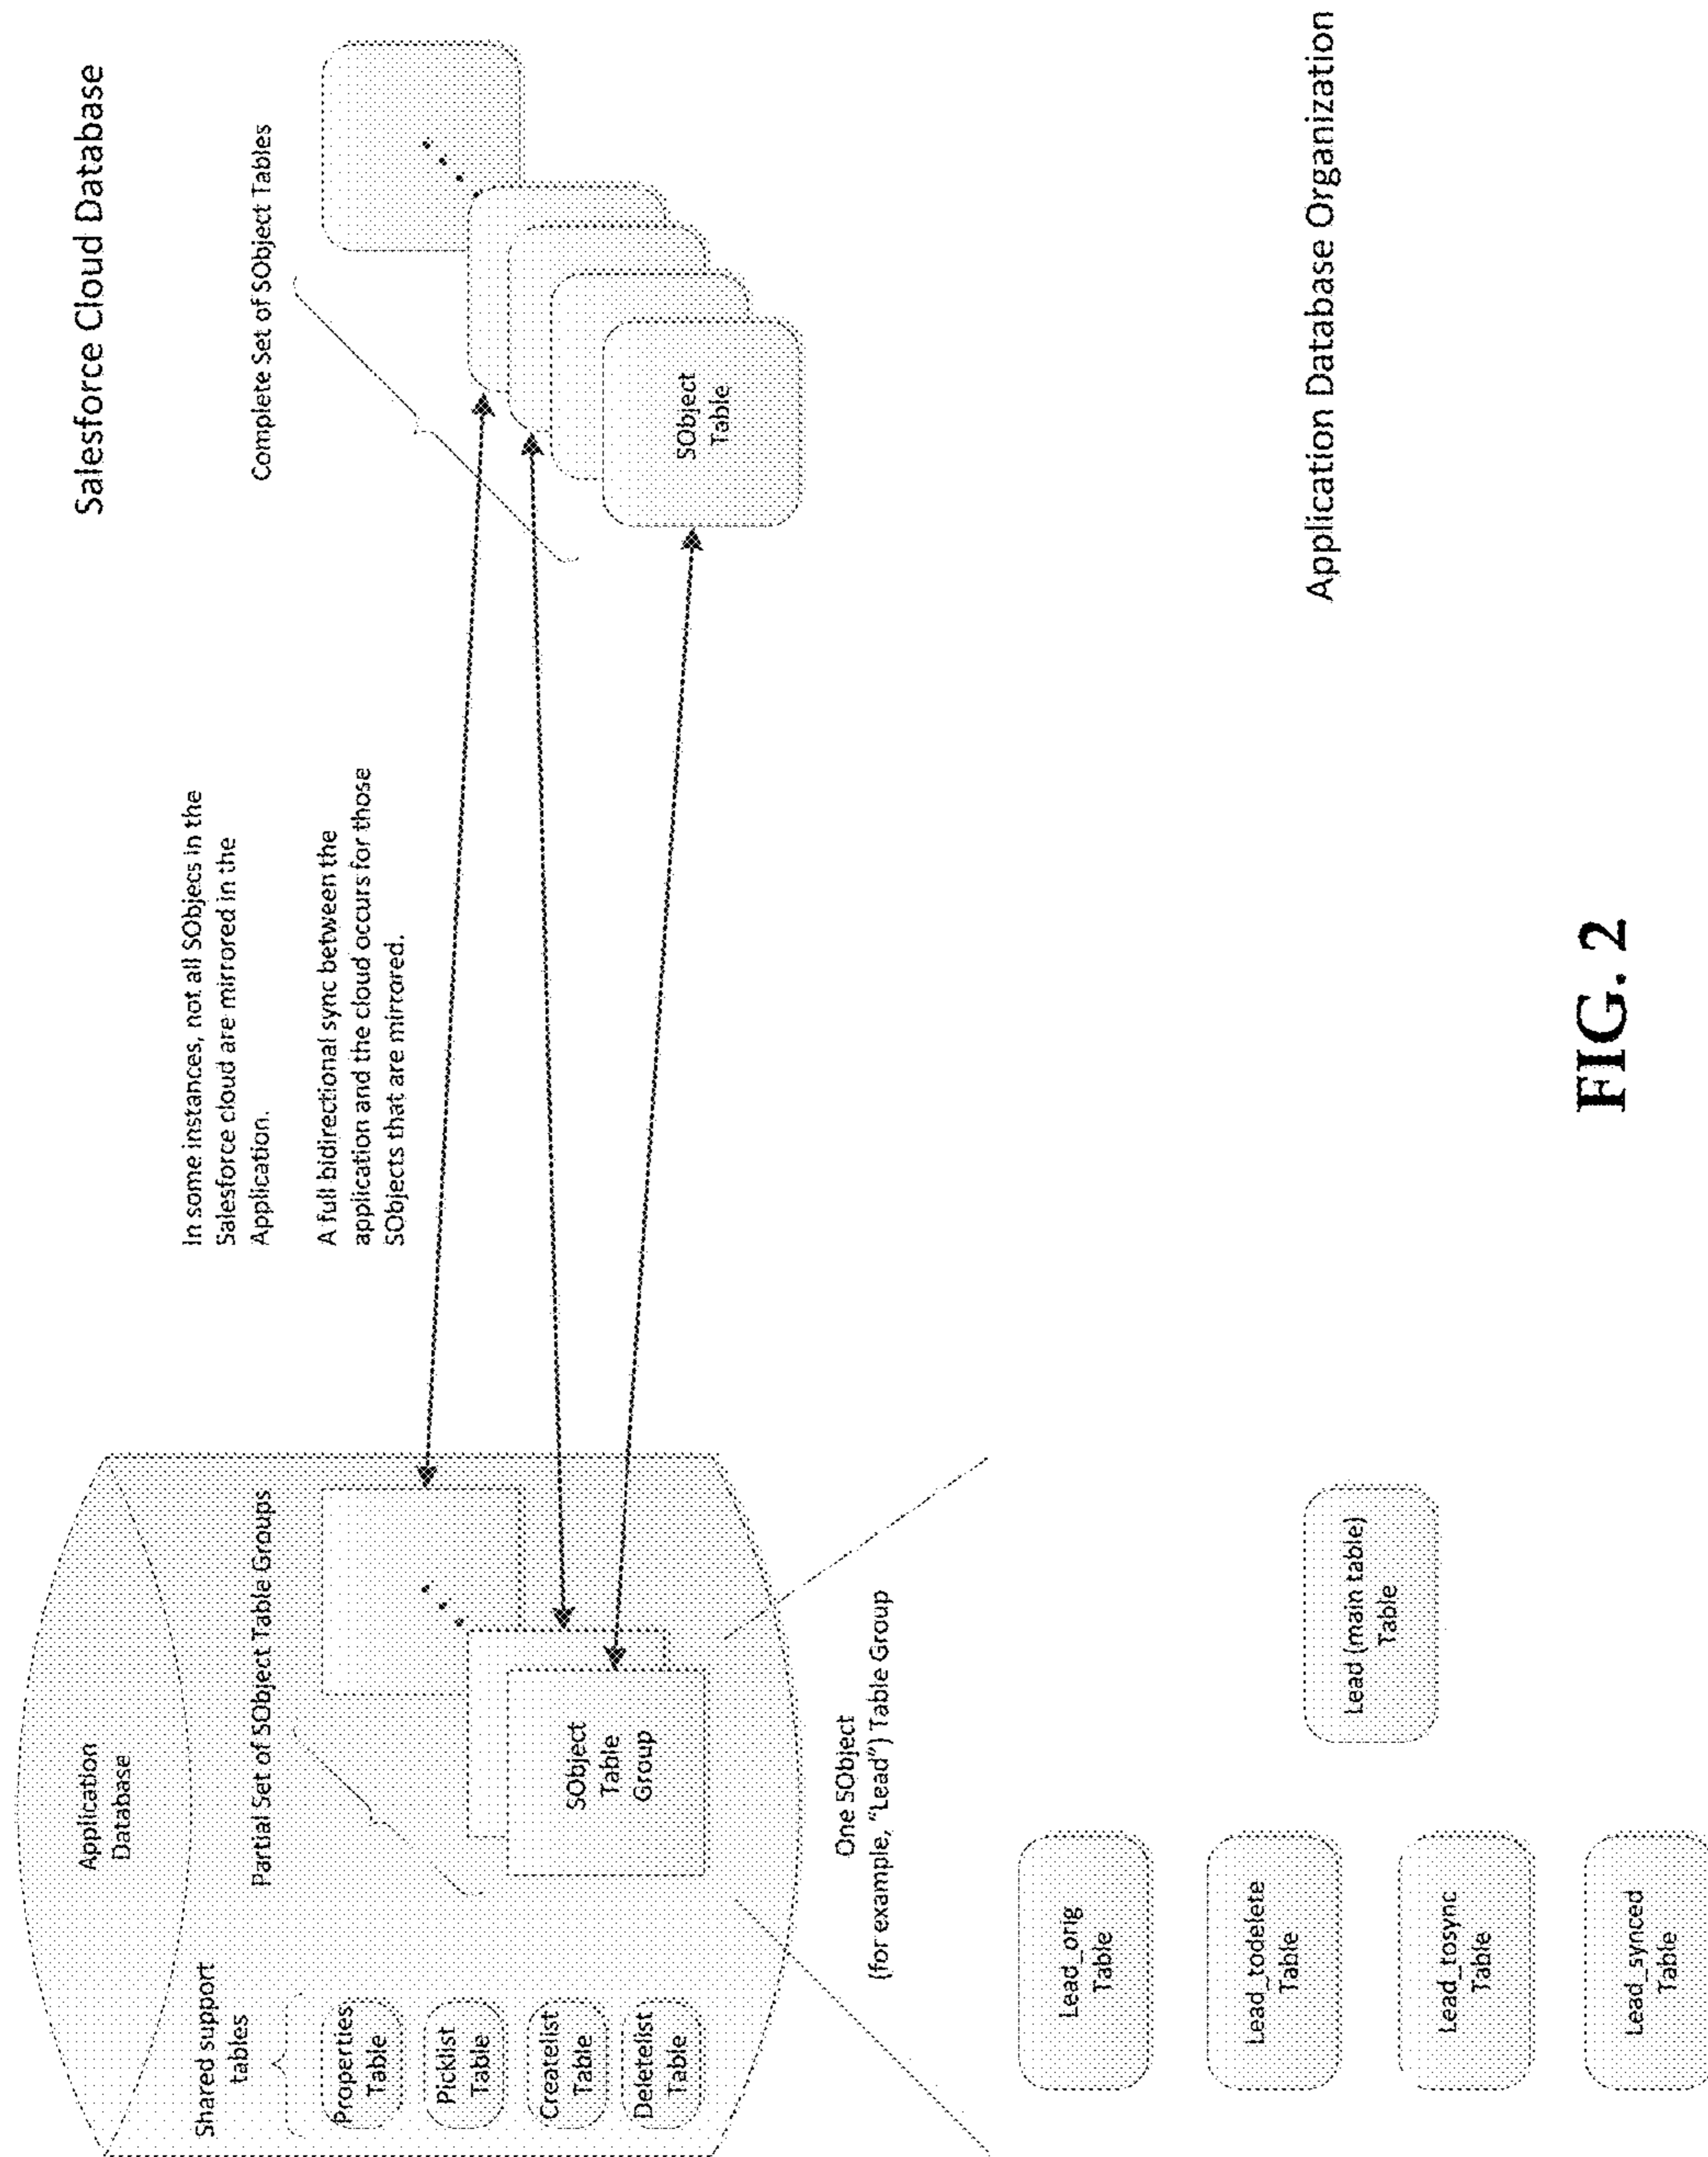 Salesforce Cloud Database
Application
Database
Shared support
tables
Partial Set of SObject Table Groups
In some instances, not all SObjecs in the
Salesforce cloud are mirrored in the
Application.
A full bidirectional sync between the
application and the cloud occurs for those
SObjects that are mirrored.
Complete Set of SObject Tables
Properties
Table
Picklist
Table
Createlist
Table
Deletelist
Table
SObject
Table
Group
SObject
Table
One SObject
(for example, "Lead") Table Group
Lead_orig
Table
Lead_todelete
Table
Lead_tosync
Table
Lead_synced
Table
Lead (main table)
Table
Application Database Organization
FIG. 2